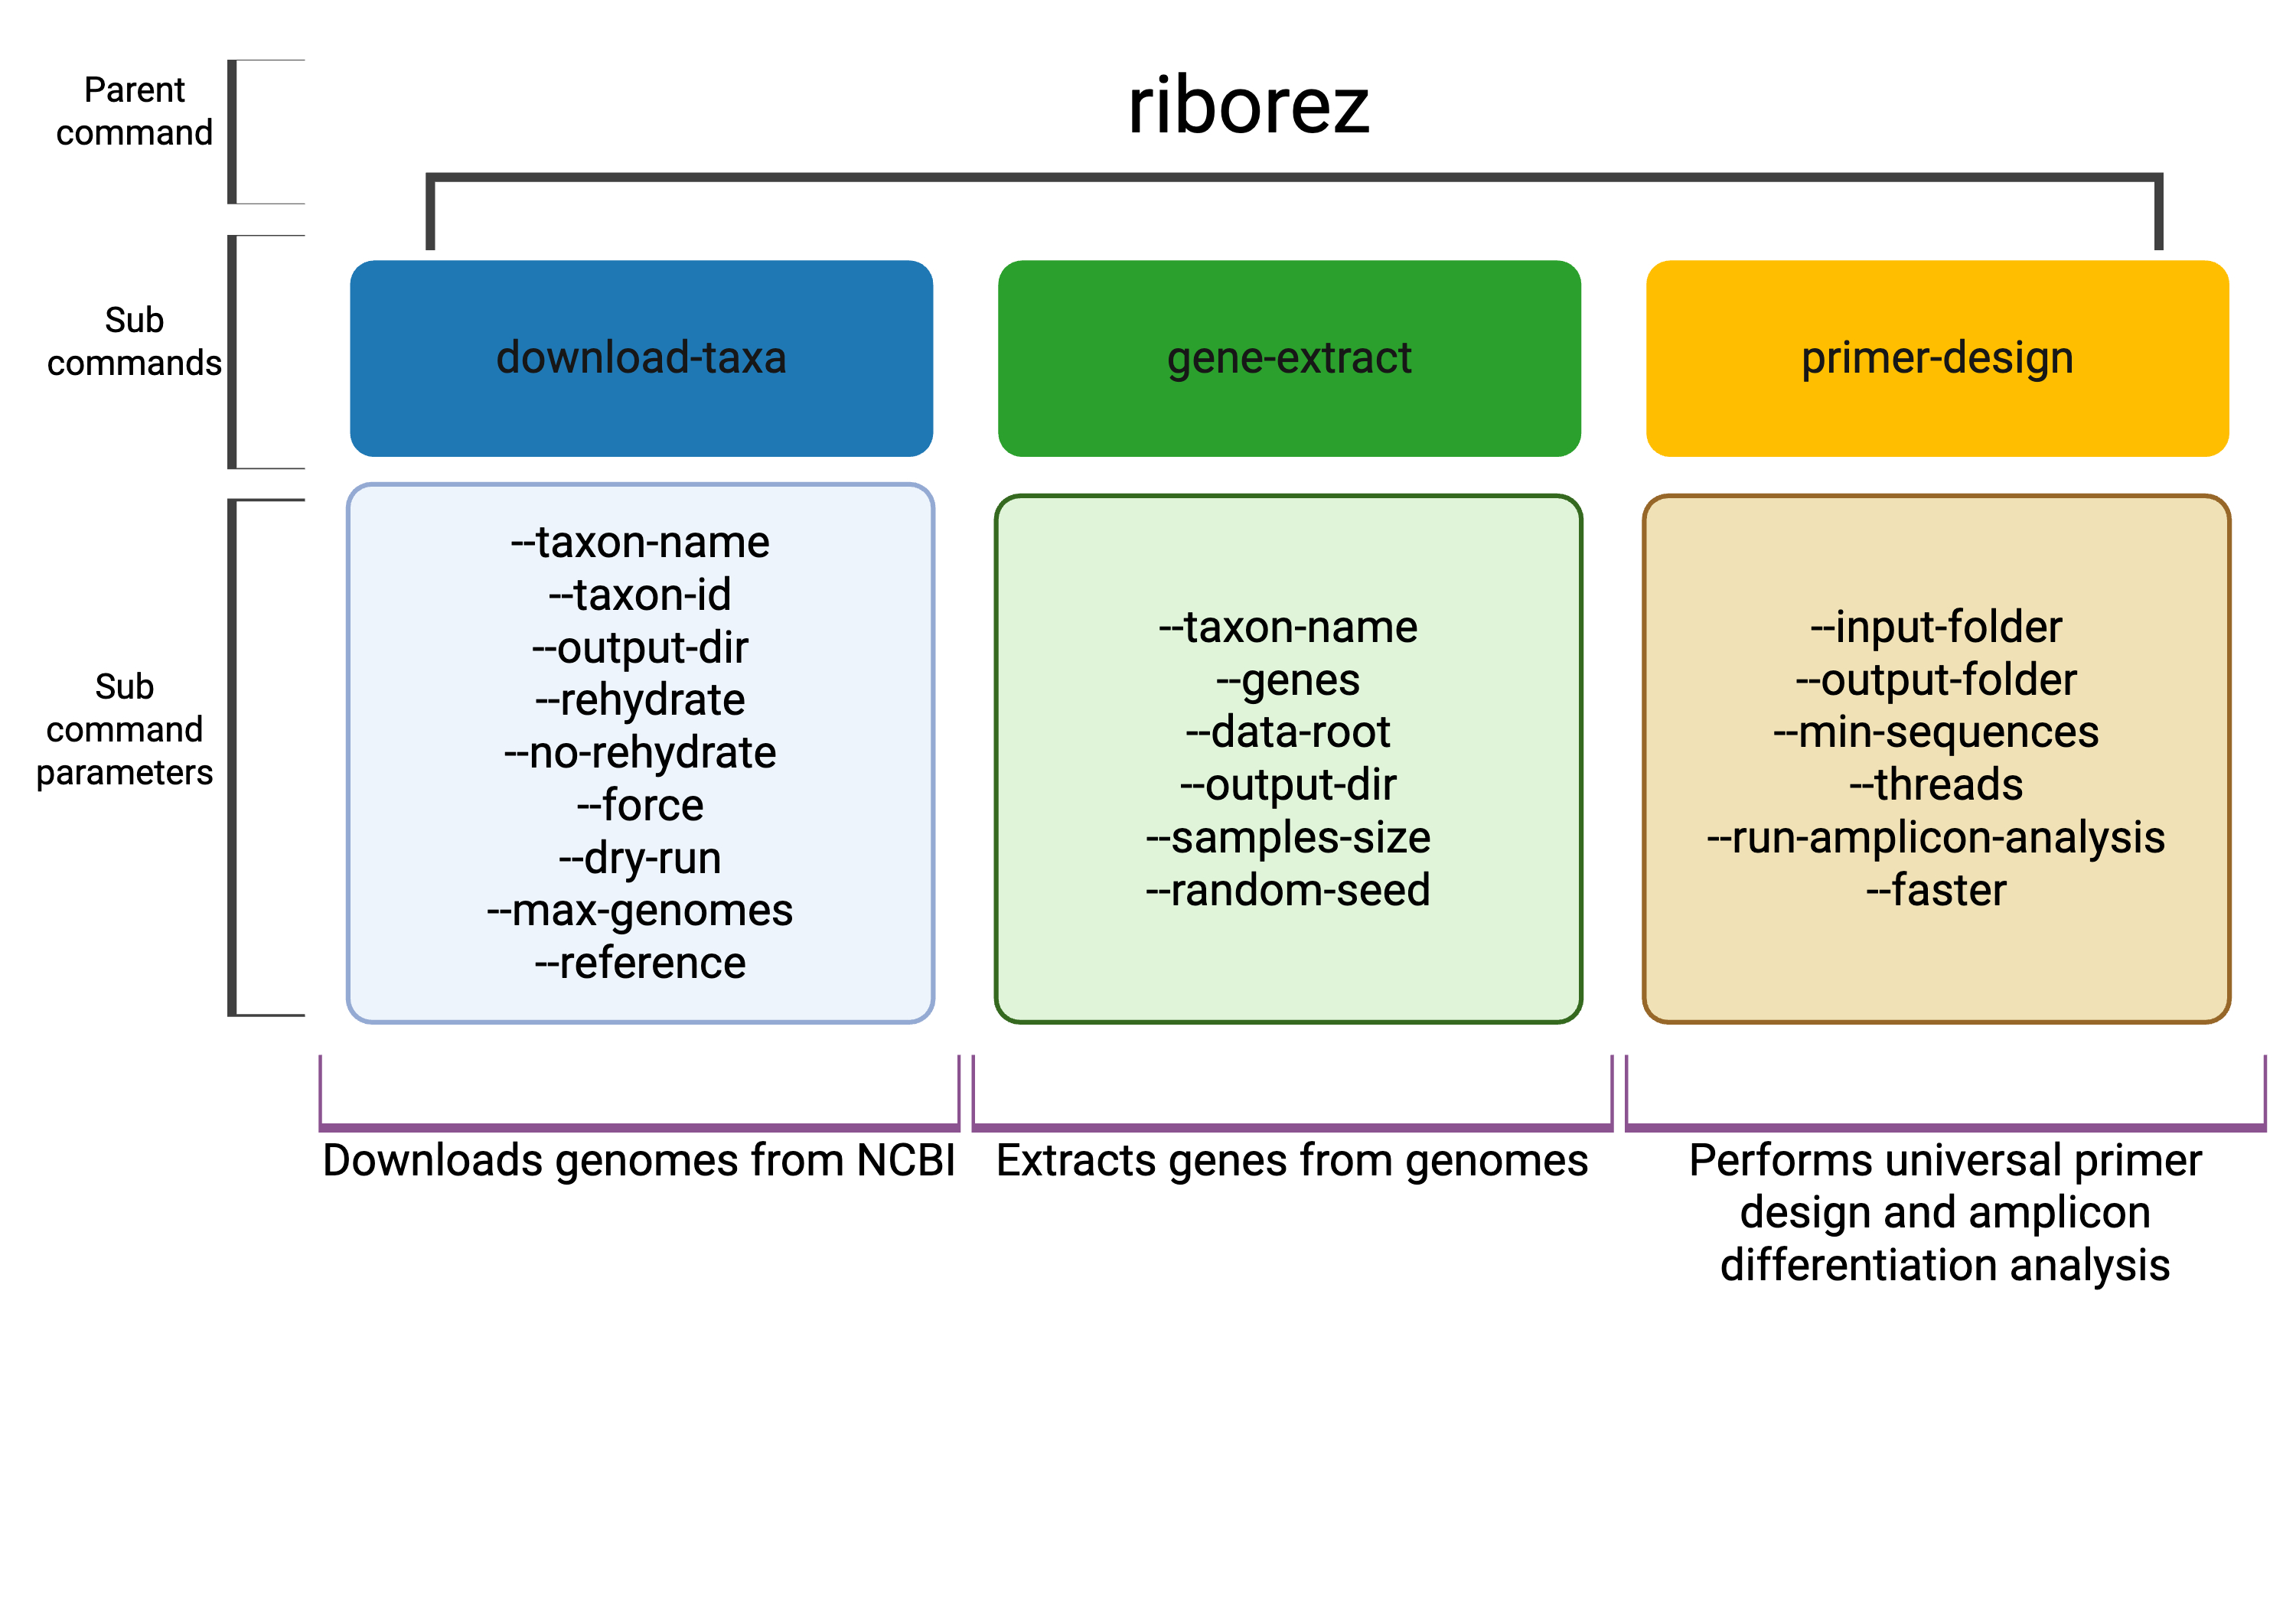 Parent
command
riborez
Sub
commands
download-taxa
gene-extract
primer-design
Sub
command
parameters
--taxon-name
--taxon-id
--output-dir
--rehydrate
--no-rehydrate
--force
--dry-run
--max-genomes
--reference
--taxon-name
--genes
--data-root
--output-dir
--samples-size
--random-seed
--input-folder
--output-folder
--min-sequences
--threads
--run-amplicon-analysis
--faster
Downloads genomes from NCBI
Extracts genes from genomes
Performs universal primer
design and amplicon
differentiation analysis